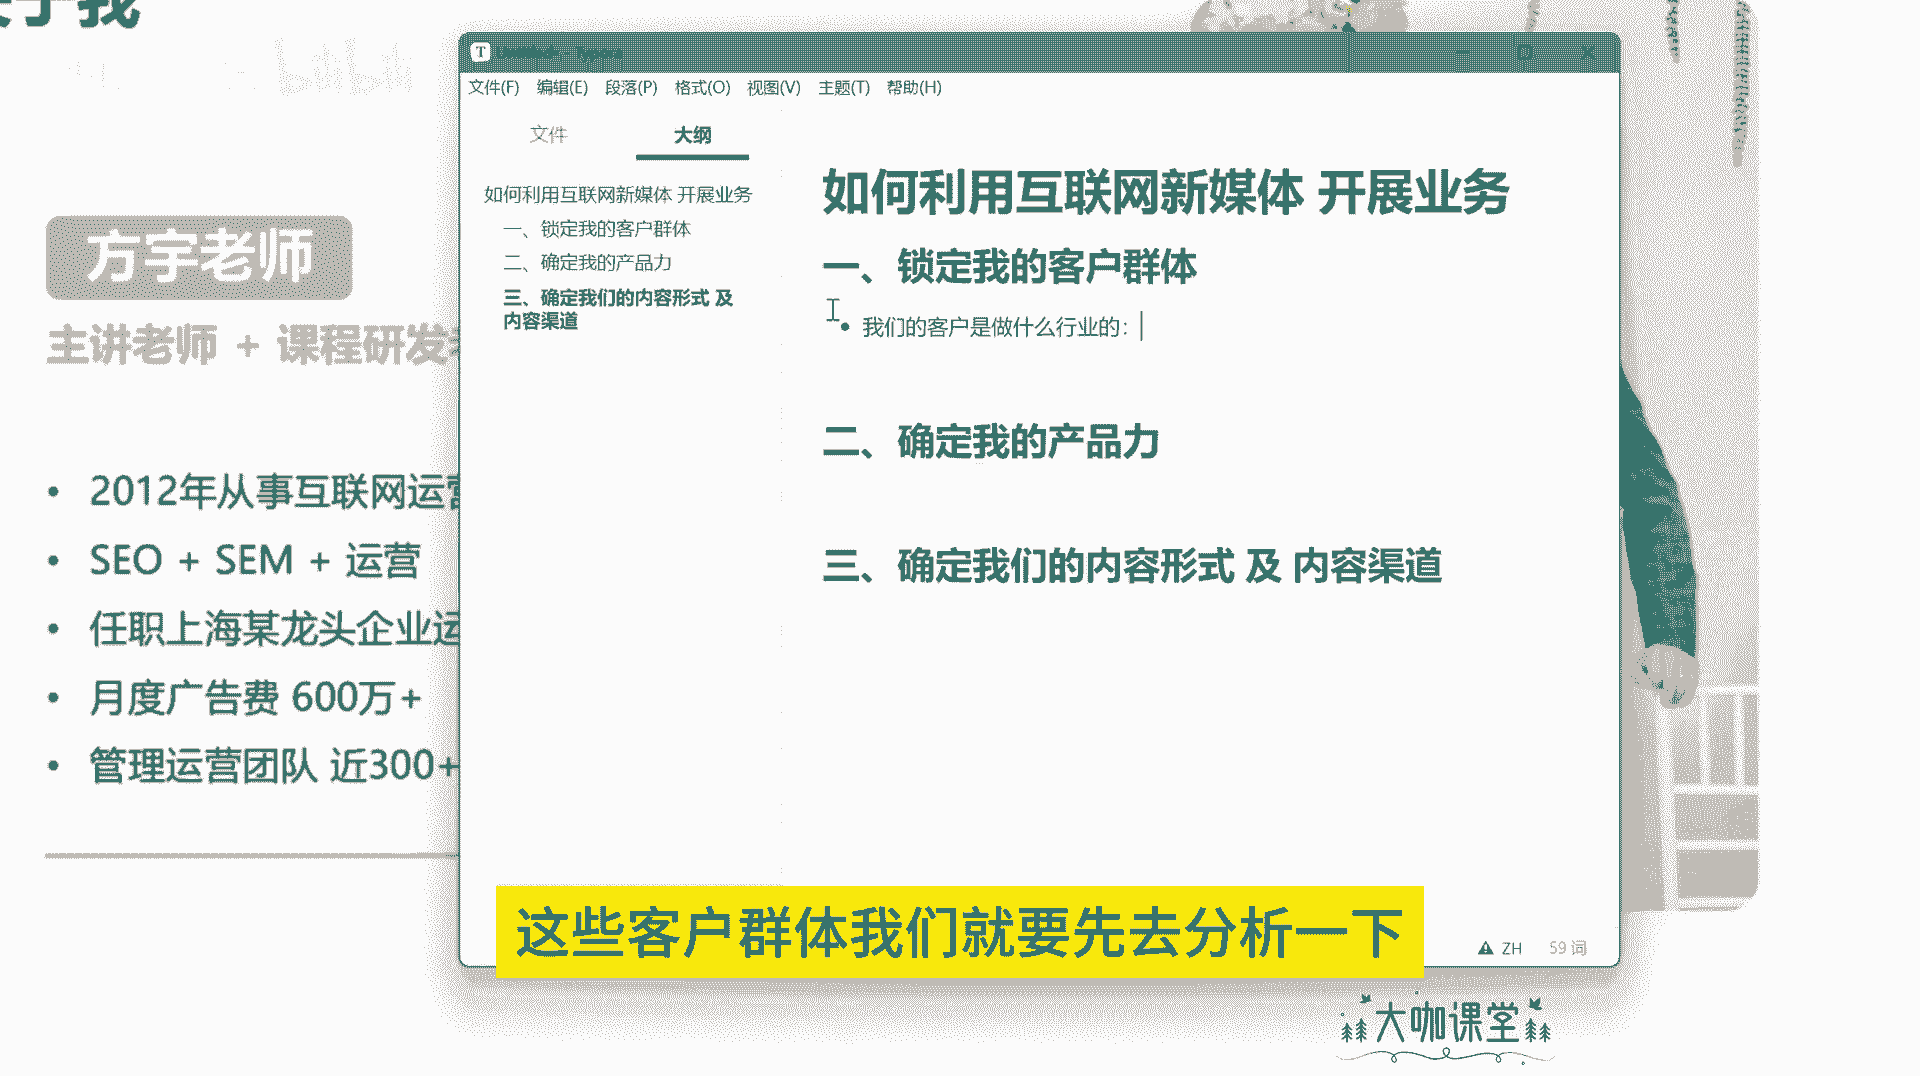 关于我
方宇老师
主讲老师 + 课程研发
2012年从事互联网运营
SEO + SEM + 运营
任职上海某龙头企业运
月度广告费 600万+
管理运营团队 近300+
文件(F) 编辑(E) 段落(P) 格式(O) 视图(V) 主题(T) 帮助(H)
文件 大纲
如何利用互联网新媒体 开展业务
一、锁定我的客户群体
二、确定我的产品力
三、确定我们的内容形式 及
内容渠道
如何利用互联网新媒体 开展业务
一、锁定我的客户群体
我们的客户是做什么行业的：
二、确定我的产品力
三、确定我们的内容形式 及 内容渠道
ZH 59 词
这些客户群体我们就要先去分析一下
大咖课堂